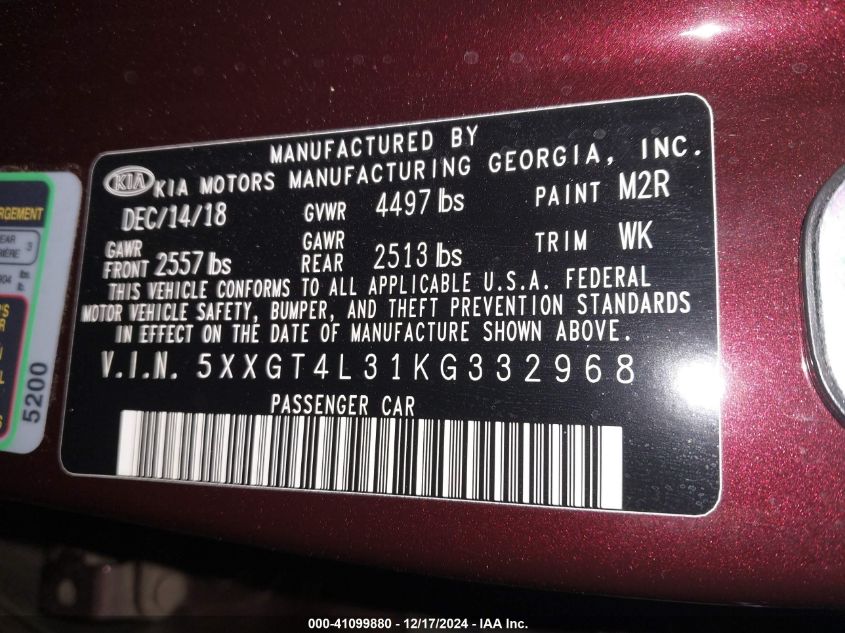 MANUFACTURED BY
KIA KIA MOTORS MANUFACTURING GEORGIA, INC.
DEC/14/18 GVWR 4497 lbs PAINT M2R
GAWR FRONT 2557 lbs GAWR REAR 2513 lbs TRIM WK
THIS VEHICLE CONFORMS TO ALL APPLICABLE U.S.A. FEDERAL
MOTOR VEHICLE SAFETY, BUMPER, AND THEFT PREVENTION STANDARDS
IN EFFECT ON THE DATE OF MANUFACTURE SHOWN ABOVE.
V.I.N. 5XXGT4L31KG332968
PASSENGER CAR
3
5200
000-41099880 - 12/17/2024 - IAA Inc.